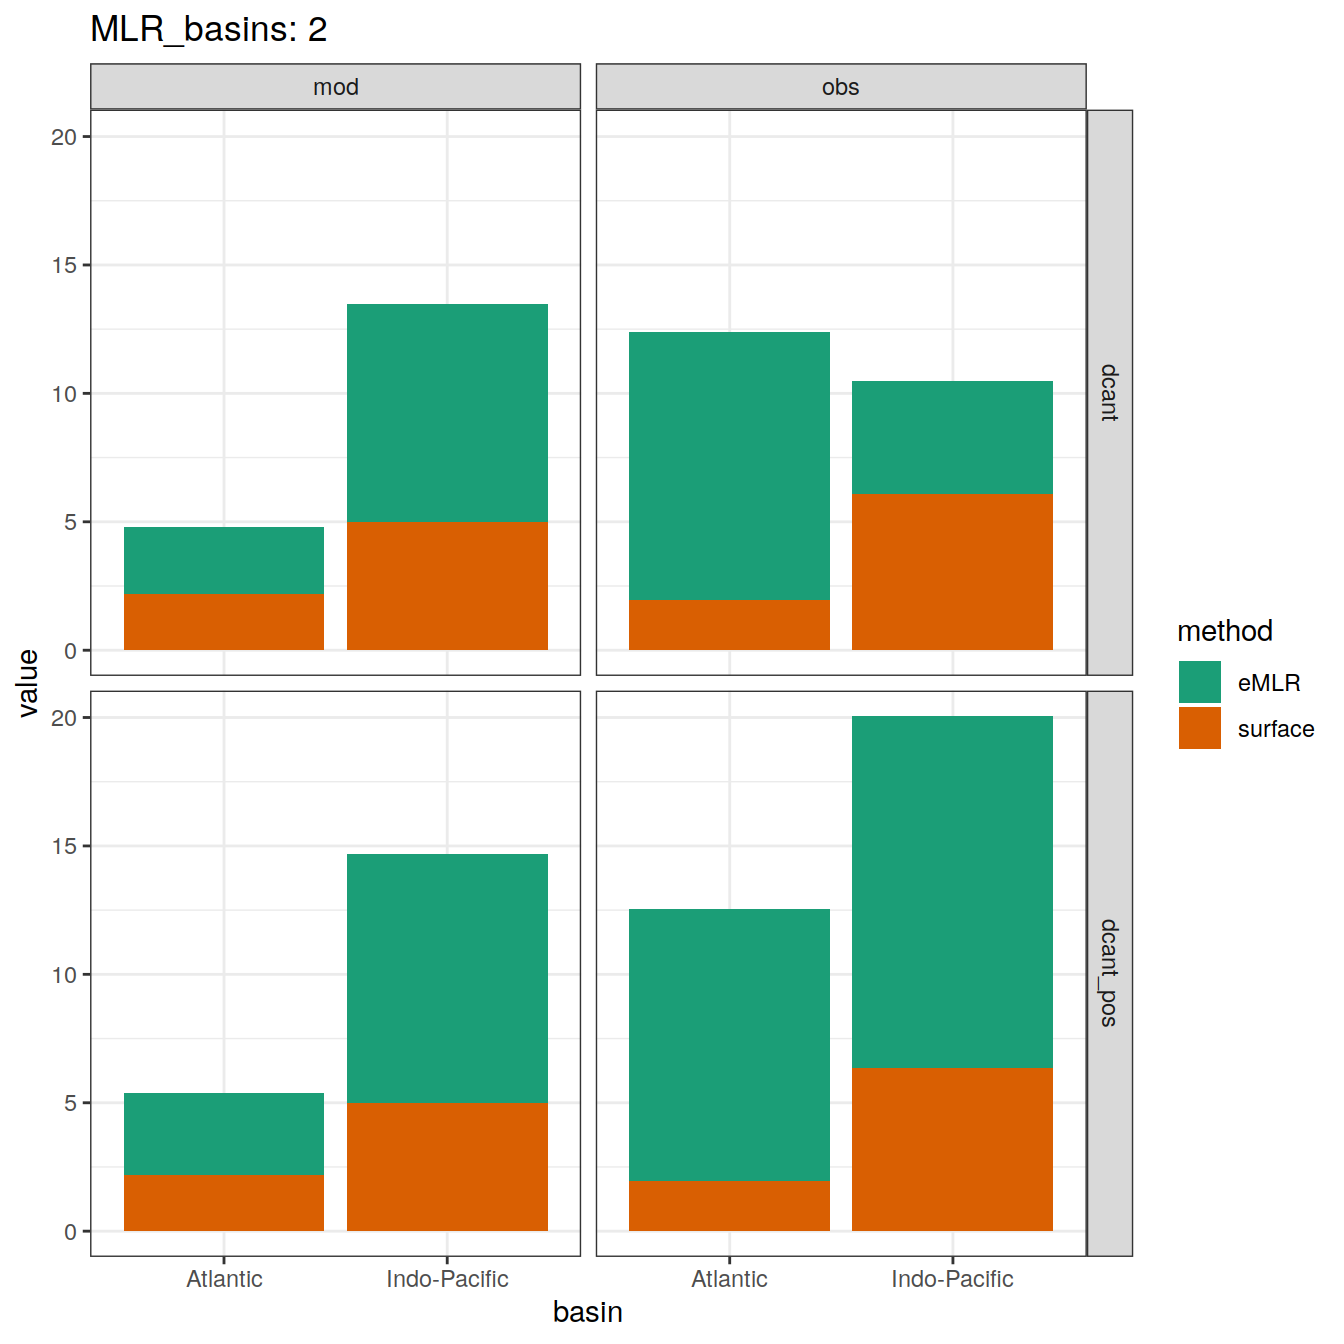 MLR_basins: 2
mod
obs
20
15
10
5
0
dcant
value
20
15
10
5
0
dcant_pos
method
eMLR
surface
Atlantic
Indo-Pacific
Atlantic
Indo-Pacific
basin